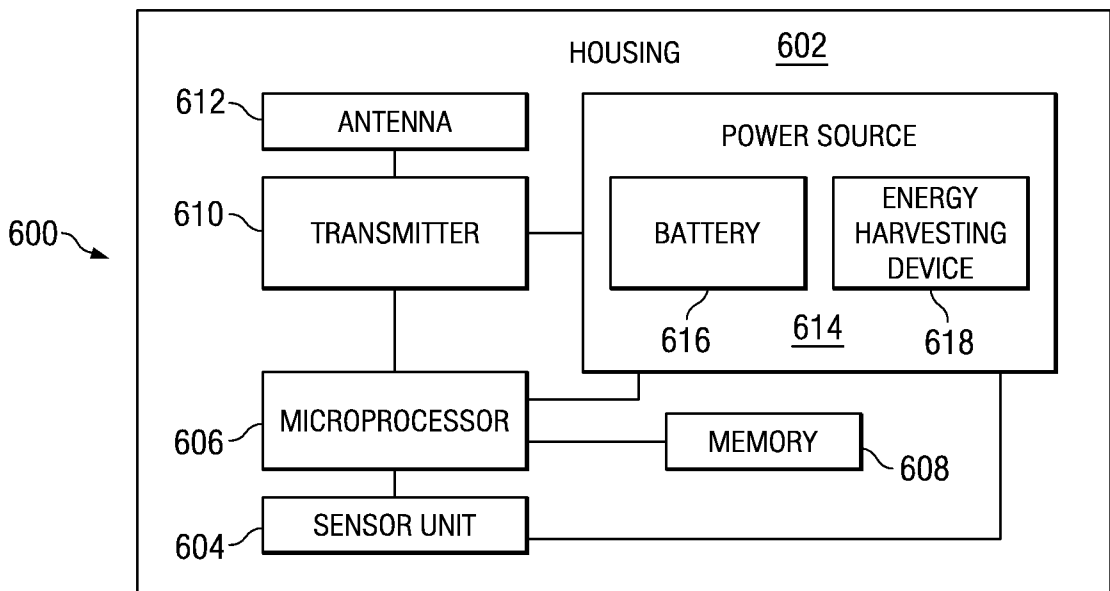 HOUSING 602
612
ANTENNA
POWER SOURCE
610
TRANSMITTER
BATTERY
ENERGY
HARVESTING
DEVICE
600
616
614
618
606
MICROPROCESSOR
MEMORY
608
604
SENSOR UNIT